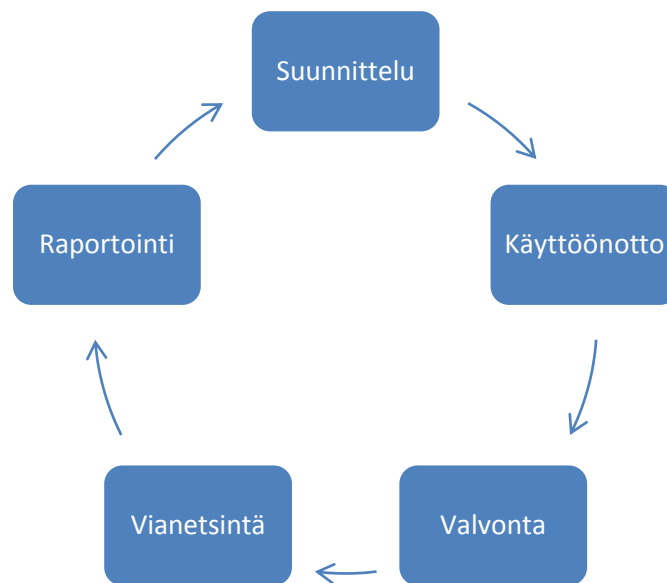 Suunnittelu
Käyttöönotto
Valvonta
Vianetsintä
Raportointi